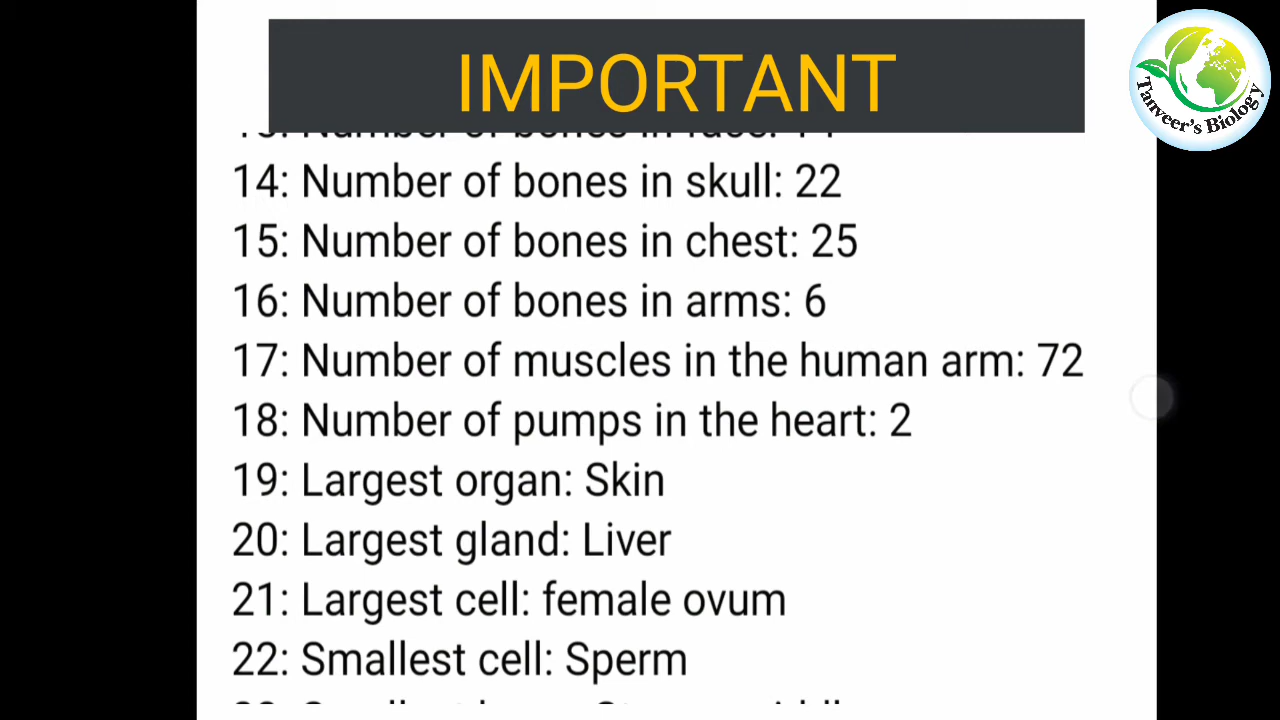 IMPORTANT
Tanveer's Biology
14: Number of bones in skull: 22
15: Number of bones in chest: 25
16: Number of bones in arms: 6
17: Number of muscles in the human arm: 72
18: Number of pumps in the heart: 2
19: Largest organ: Skin
20: Largest gland: Liver
21: Largest cell: female ovum
22: Smallest cell: Sperm